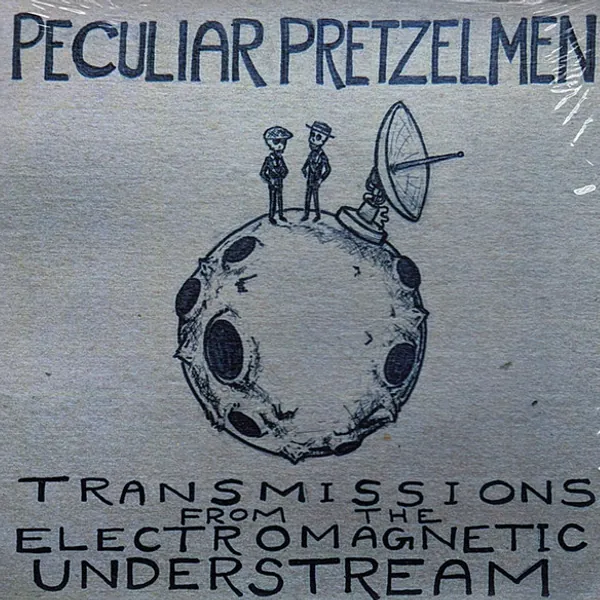 PECULIAR PRETZELMEN
TRANSMISSIONS
FROM THE
ELECTROMAGNETIC
UNDERSTREAM